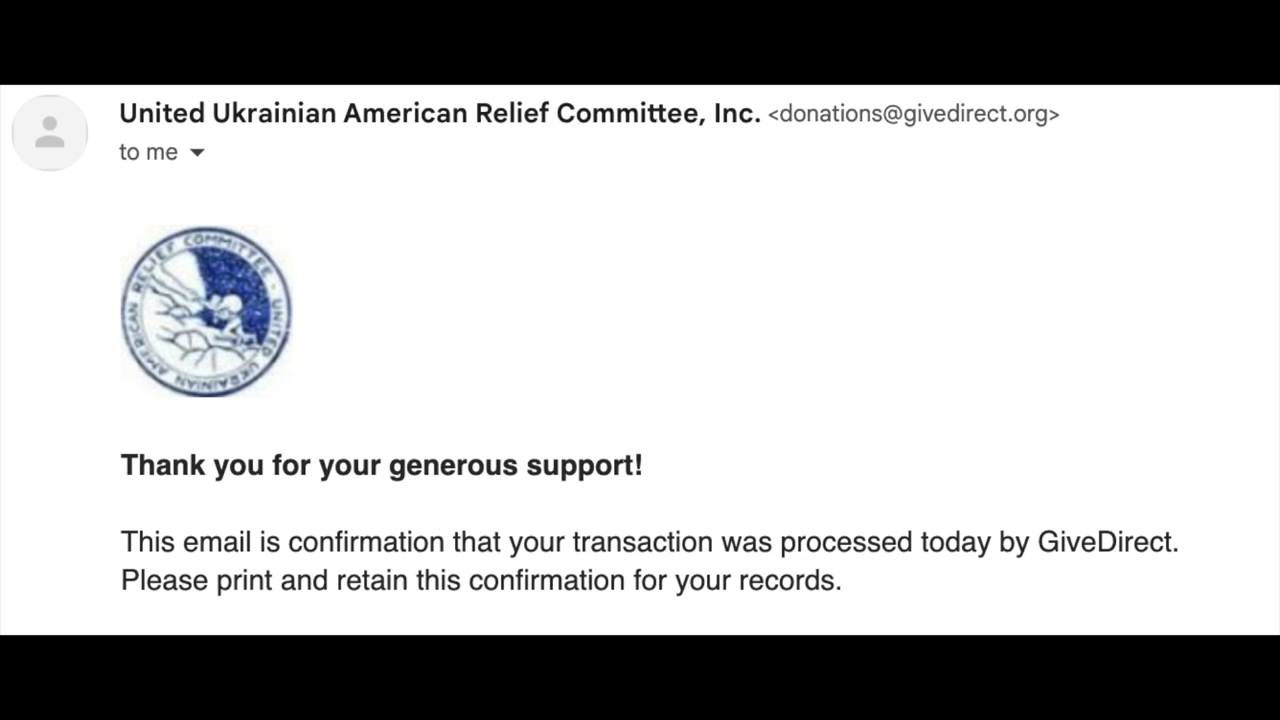 United Ukrainian American Relief Committee, Inc. <donations@givedirect.org>
to me
UNITED UKRAINIAN AMERICAN RELIEF COMMITTEE
Thank you for your generous support!
This email is confirmation that your transaction was processed today by GiveDirect.
Please print and retain this confirmation for your records.